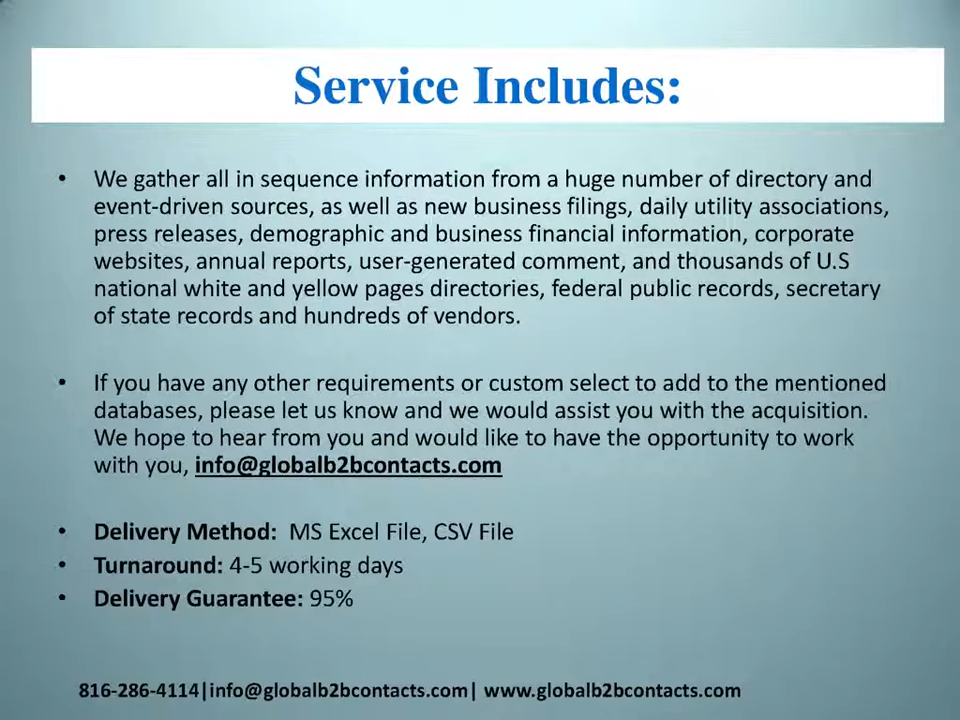 Service Includes:
• We gather all in sequence information from a huge number of directory and
event-driven sources, as well as new business filings, daily utility associations,
press releases, demographic and business financial information, corporate
websites, annual reports, user-generated comment, and thousands of U.S
national white and yellow pages directories, federal public records, secretary
of state records and hundreds of vendors.
• If you have any other requirements or custom select to add to the mentioned
databases, please let us know and we would assist you with the acquisition.
We hope to hear from you and would like to have the opportunity to work
with you, info@globalb2bcontacts.com
• Delivery Method:  MS Excel File, CSV File
• Turnaround: 4-5 working days
• Delivery Guarantee: 95%
816-286-4114|info@globalb2bcontacts.com| www.globalb2bcontacts.com